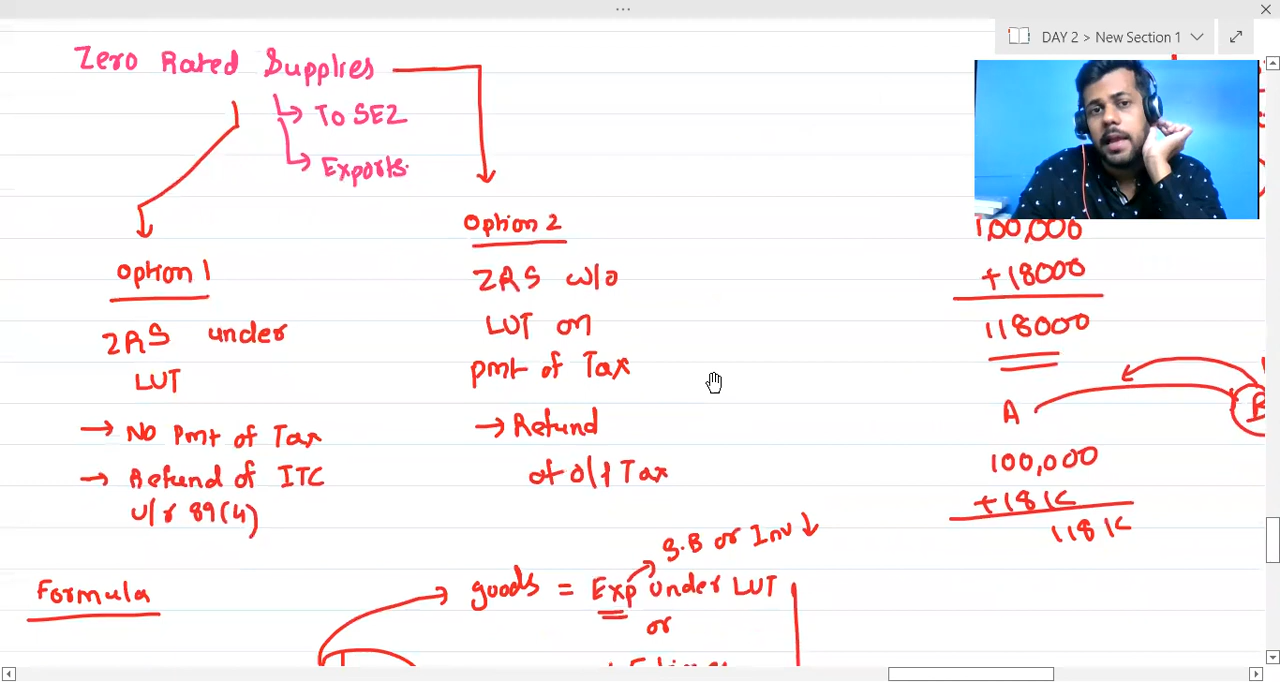 DAY 2 > New Section 1
Zero Rated Supplies
→ To SEZ
→ Exports.
Option 1
ZRS under
LUT
→ No Pmt of Tax
→ Refund of ITC
u/r 89(4)
Option 2
ZRS w/o
LUT on
pmt of Tax
→ Refund
of o/p Tax
100,000
+18000
118000
A
B
100,000
+18K
118K
Formula
S.B or Inv ↓
goods = Exp under LUT
or